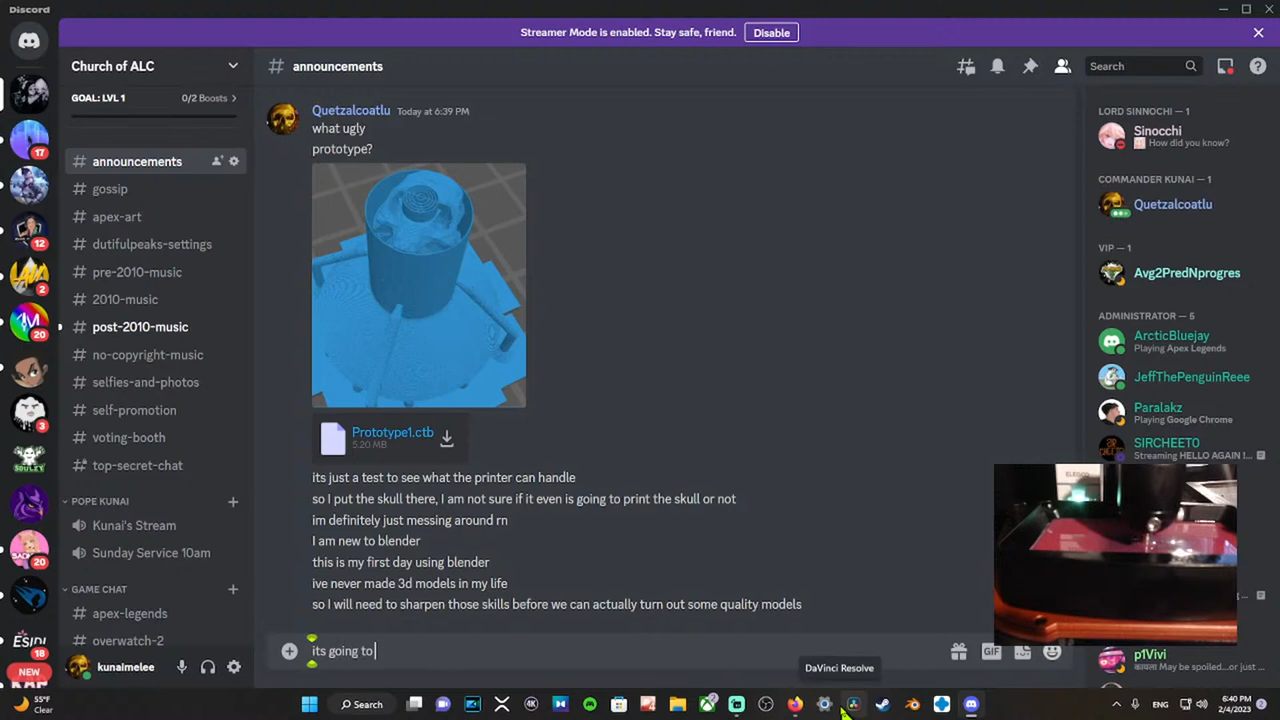 Discord
Streamer Mode is enabled. Stay safe, friend. Disable
Church of ALC
# announcements
Search
GOAL: LVL 1 0/2 Boosts >
# announcements
# gossip
# apex-art
# dutifulpeaks-settings
# pre-2010-music
# 2010-music
# post-2010-music
# no-copyright-music
# selfies-and-photos
# self-promotion
# voting-booth
# top-secret-chat
POPE KUNAI
Kunai's Stream
Sunday Service 10am
GAME CHAT
# apex-legends
# overwatch-2
17
12
2
20
3
20
18
NEW
kunaimelee
Quetzalcoatlu Today at 6:39 PM
what ugly
prototype?
Prototype1.ctb
5.20 MB
its just a test to see what the printer can handle
so I put the skull there, I am not sure if it even is going to print the skull or not
im definitely just messing around rn
I am new to blender
this is my first day using blender
ive never made 3d models in my life
so I will need to sharpen those skills before we can actually turn out some quality models
its going to
GIF
DaVinci Resolve
LORD SINNOCHI — 1
Sinocchi
How did you know?
COMMANDER KUNAI — 1
Quetzalcoatlu
VIP — 1
Avg2PredNprogres
ADMINISTRATOR — 5
ArcticBluejay
Playing Apex Legends
JeffThePenguinReee
Paralakz
Playing Google Chrome
SIRCHEETO
Streaming HELLO AGAIN !...
p1Vivi
May be spoiled...or just ...
55°F
Clear
Search
ENG
6:40 PM
2/4/2023